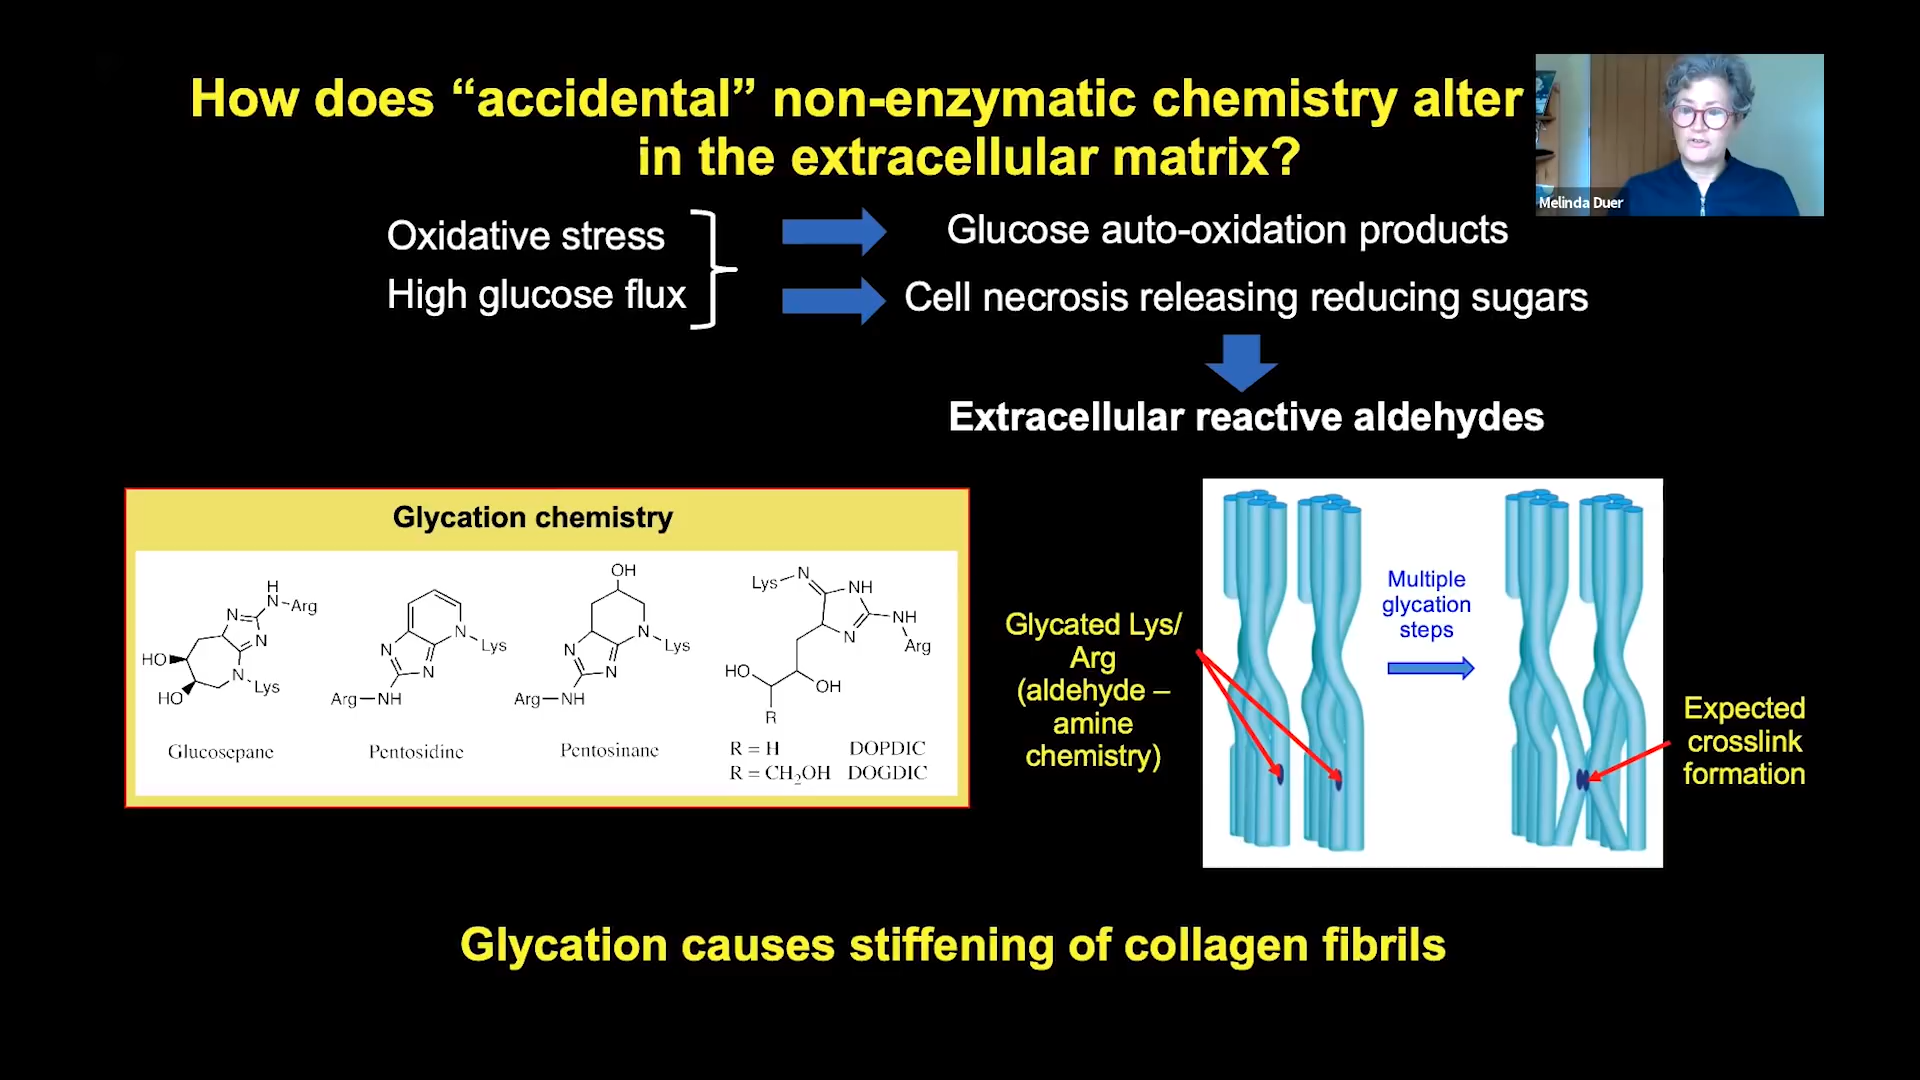 How does “accidental” non-enzymatic chemistry alter
in the extracellular matrix?
Melinda Duer
Oxidative stress
High glucose flux
Glucose auto-oxidation products
Cell necrosis releasing reducing sugars
Extracellular reactive aldehydes
Glycation chemistry
H
N
Arg
N
N
HO
HO
N
Lys
Glucosepane
N
Lys
N
N
Arg
NH
Pentosidine
OH
N
Lys
N
N
Arg
NH
Pentosinane
Lys
N
NH
NH
N
Arg
HO
OH
R
R = H DOPDIC
R = CH2OH DOGDIC
Glycated Lys/
Arg
(aldehyde –
amine
chemistry)
Multiple
glycation
steps
Expected
crosslink
formation
Glycation causes stiffening of collagen fibrils